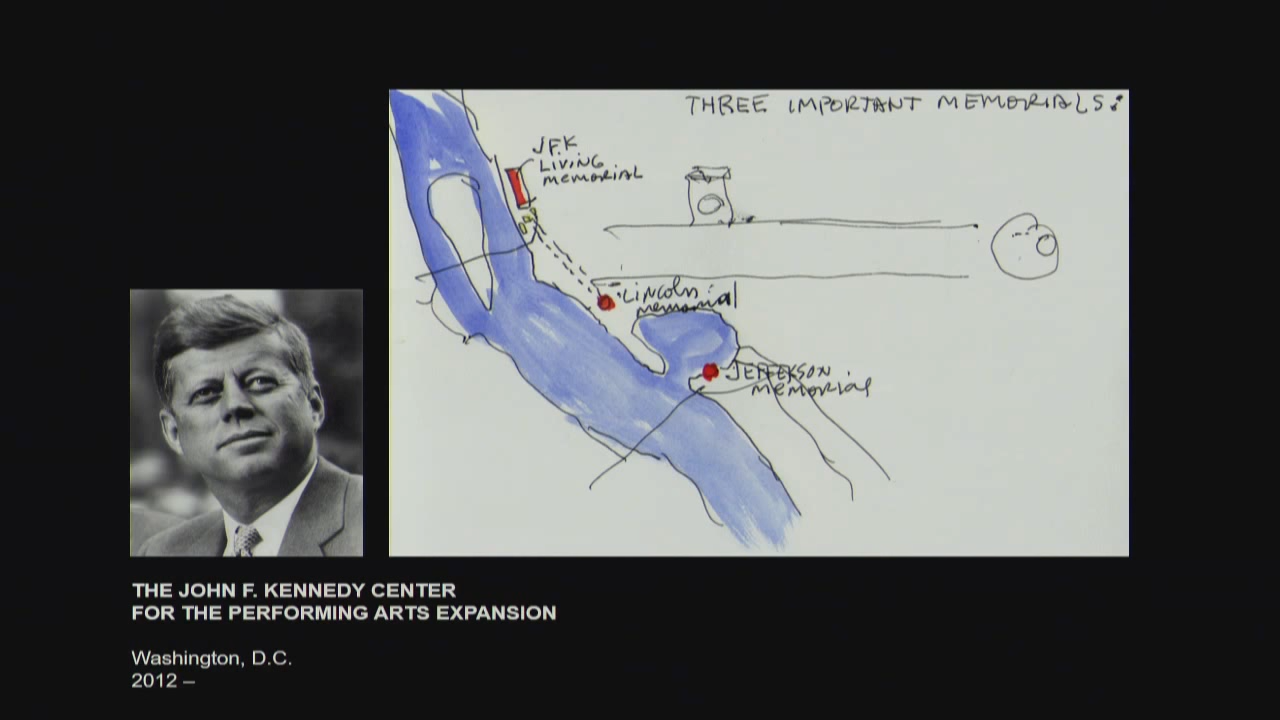 THREE IMPORTANT MEMORIALS:
JFK
LIVING
MEMORIAL
LINCOLN
memorial
JEFFERSON
MEMORIAL
THE JOHN F. KENNEDY CENTER
FOR THE PERFORMING ARTS EXPANSION
Washington, D.C.
2012 –